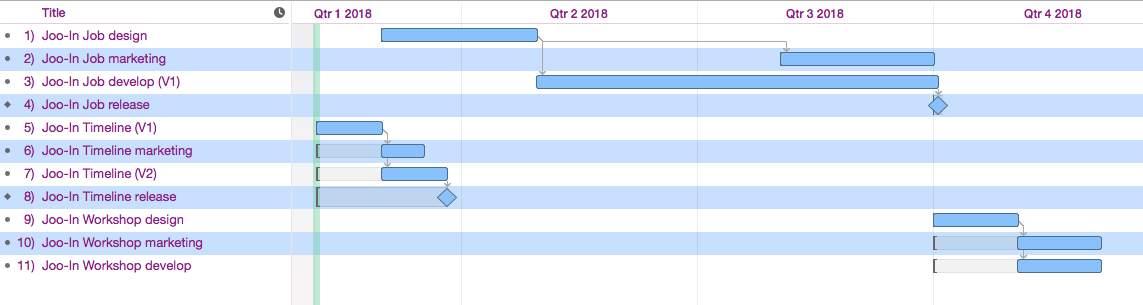 Title Qtr 1 2018 Qtr 2 2018 Qtr 3 2018 Qtr 4 2018
1) Joo-In Job design
2) Joo-In Job marketing
3) Joo-In Job develop (V1)
4) Joo-In Job release
5) Joo-In Timeline (V1)
6) Joo-In Timeline marketing
7) Joo-In Timeline (V2)
8) Joo-In Timeline release
9) Joo-In Workshop design
10) Joo-In Workshop marketing
11) Joo-In Workshop develop